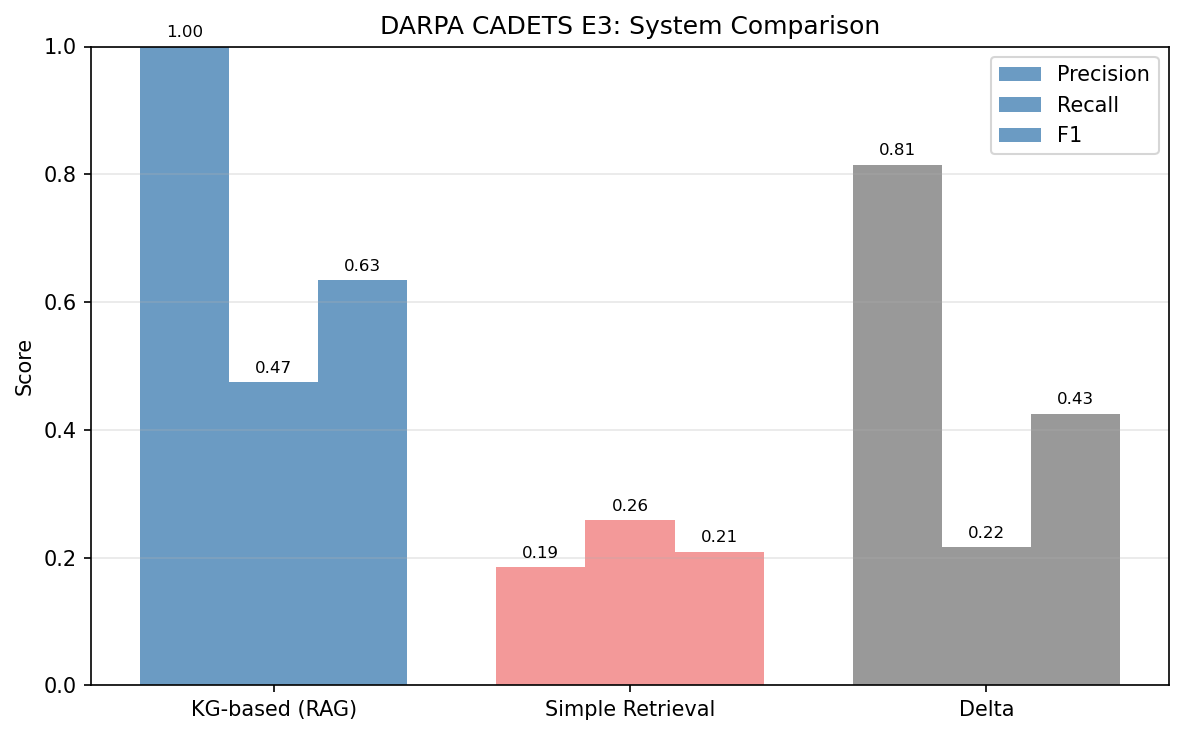 DARPA CADETS E3: System Comparison
1.00
0.47
0.63
0.19
0.26
0.21
0.81
0.22
0.43
Precision
Recall
F1
Score
1.0
0.8
0.6
0.4
0.2
0.0
KG-based (RAG)
Simple Retrieval
Delta